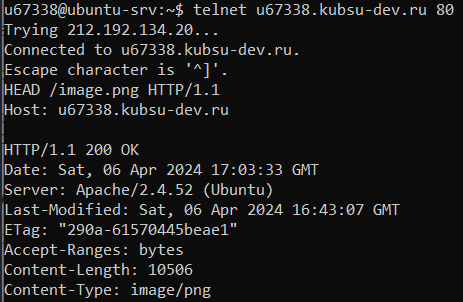 u67338@ubuntu-srv:~$ telnet u67338.kubsu-dev.ru 80
Trying 212.192.134.20...
Connected to u67338.kubsu-dev.ru.
Escape character is '^]'.
HEAD /image.png HTTP/1.1
Host: u67338.kubsu-dev.ru
HTTP/1.1 200 OK
Date: Sat, 06 Apr 2024 17:03:33 GMT
Server: Apache/2.4.52 (Ubuntu)
Last-Modified: Sat, 06 Apr 2024 16:43:07 GMT
ETag: "290a-61570445beae1"
Accept-Ranges: bytes
Content-Length: 10506
Content-Type: image/png